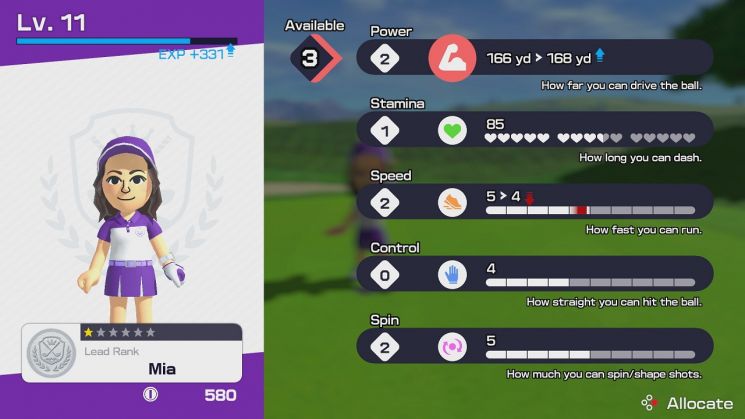 Lv. 11
EXP +331
Lead Rank
Mia
580
Available
3
Power
2
166 yd > 168 yd
How far you can drive the ball.
Stamina
1
85
How long you can dash.
Speed
2
5 > 4
How fast you can run.
Control
0
4
How straight you can hit the ball.
Spin
2
5
How much you can spin/shape shots.
Allocate